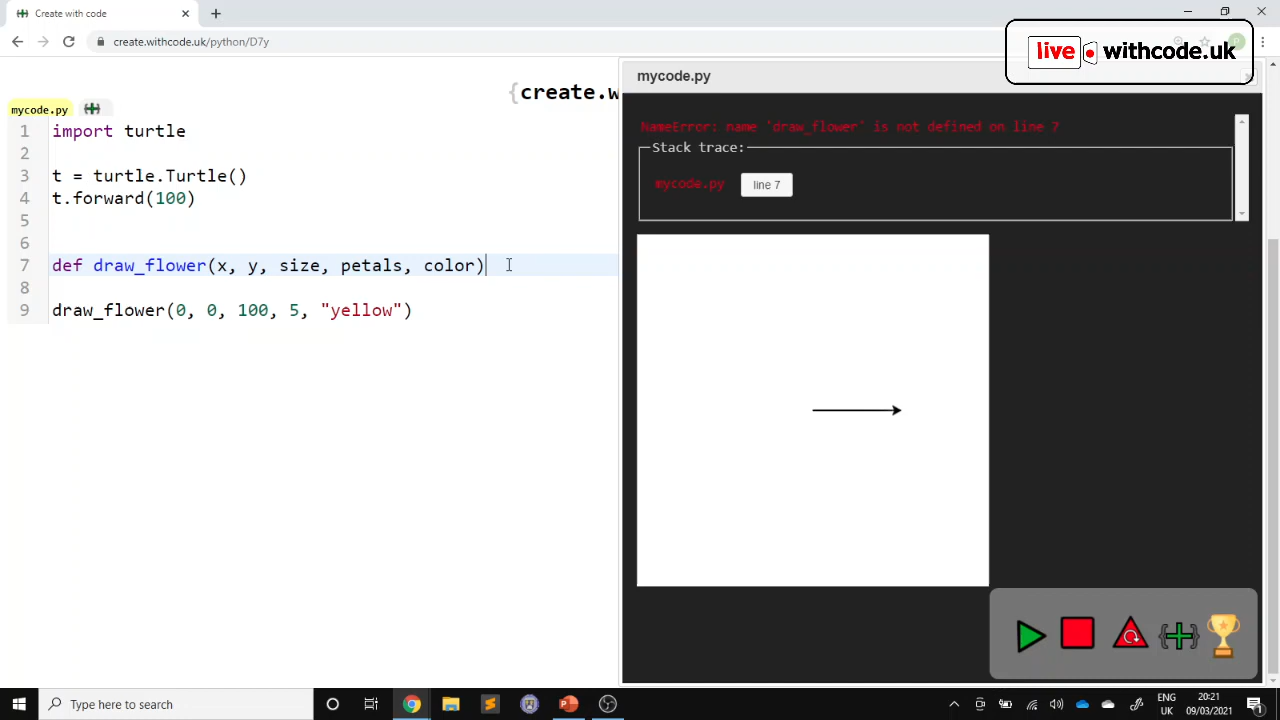 Create with code
create.withcode.uk/python/D7y
live withcode.uk
{create.w
mycode.py
1 import turtle
2
3 t = turtle.Turtle()
4 t.forward(100)
5
6
7 def draw_flower(x, y, size, petals, color)
8
9 draw_flower(0, 0, 100, 5, "yellow")
mycode.py
NameError: name 'draw_flower' is not defined on line 7
Stack trace:
mycode.py line 7
Type here to search
ENG
UK
20:21
09/03/2021
1